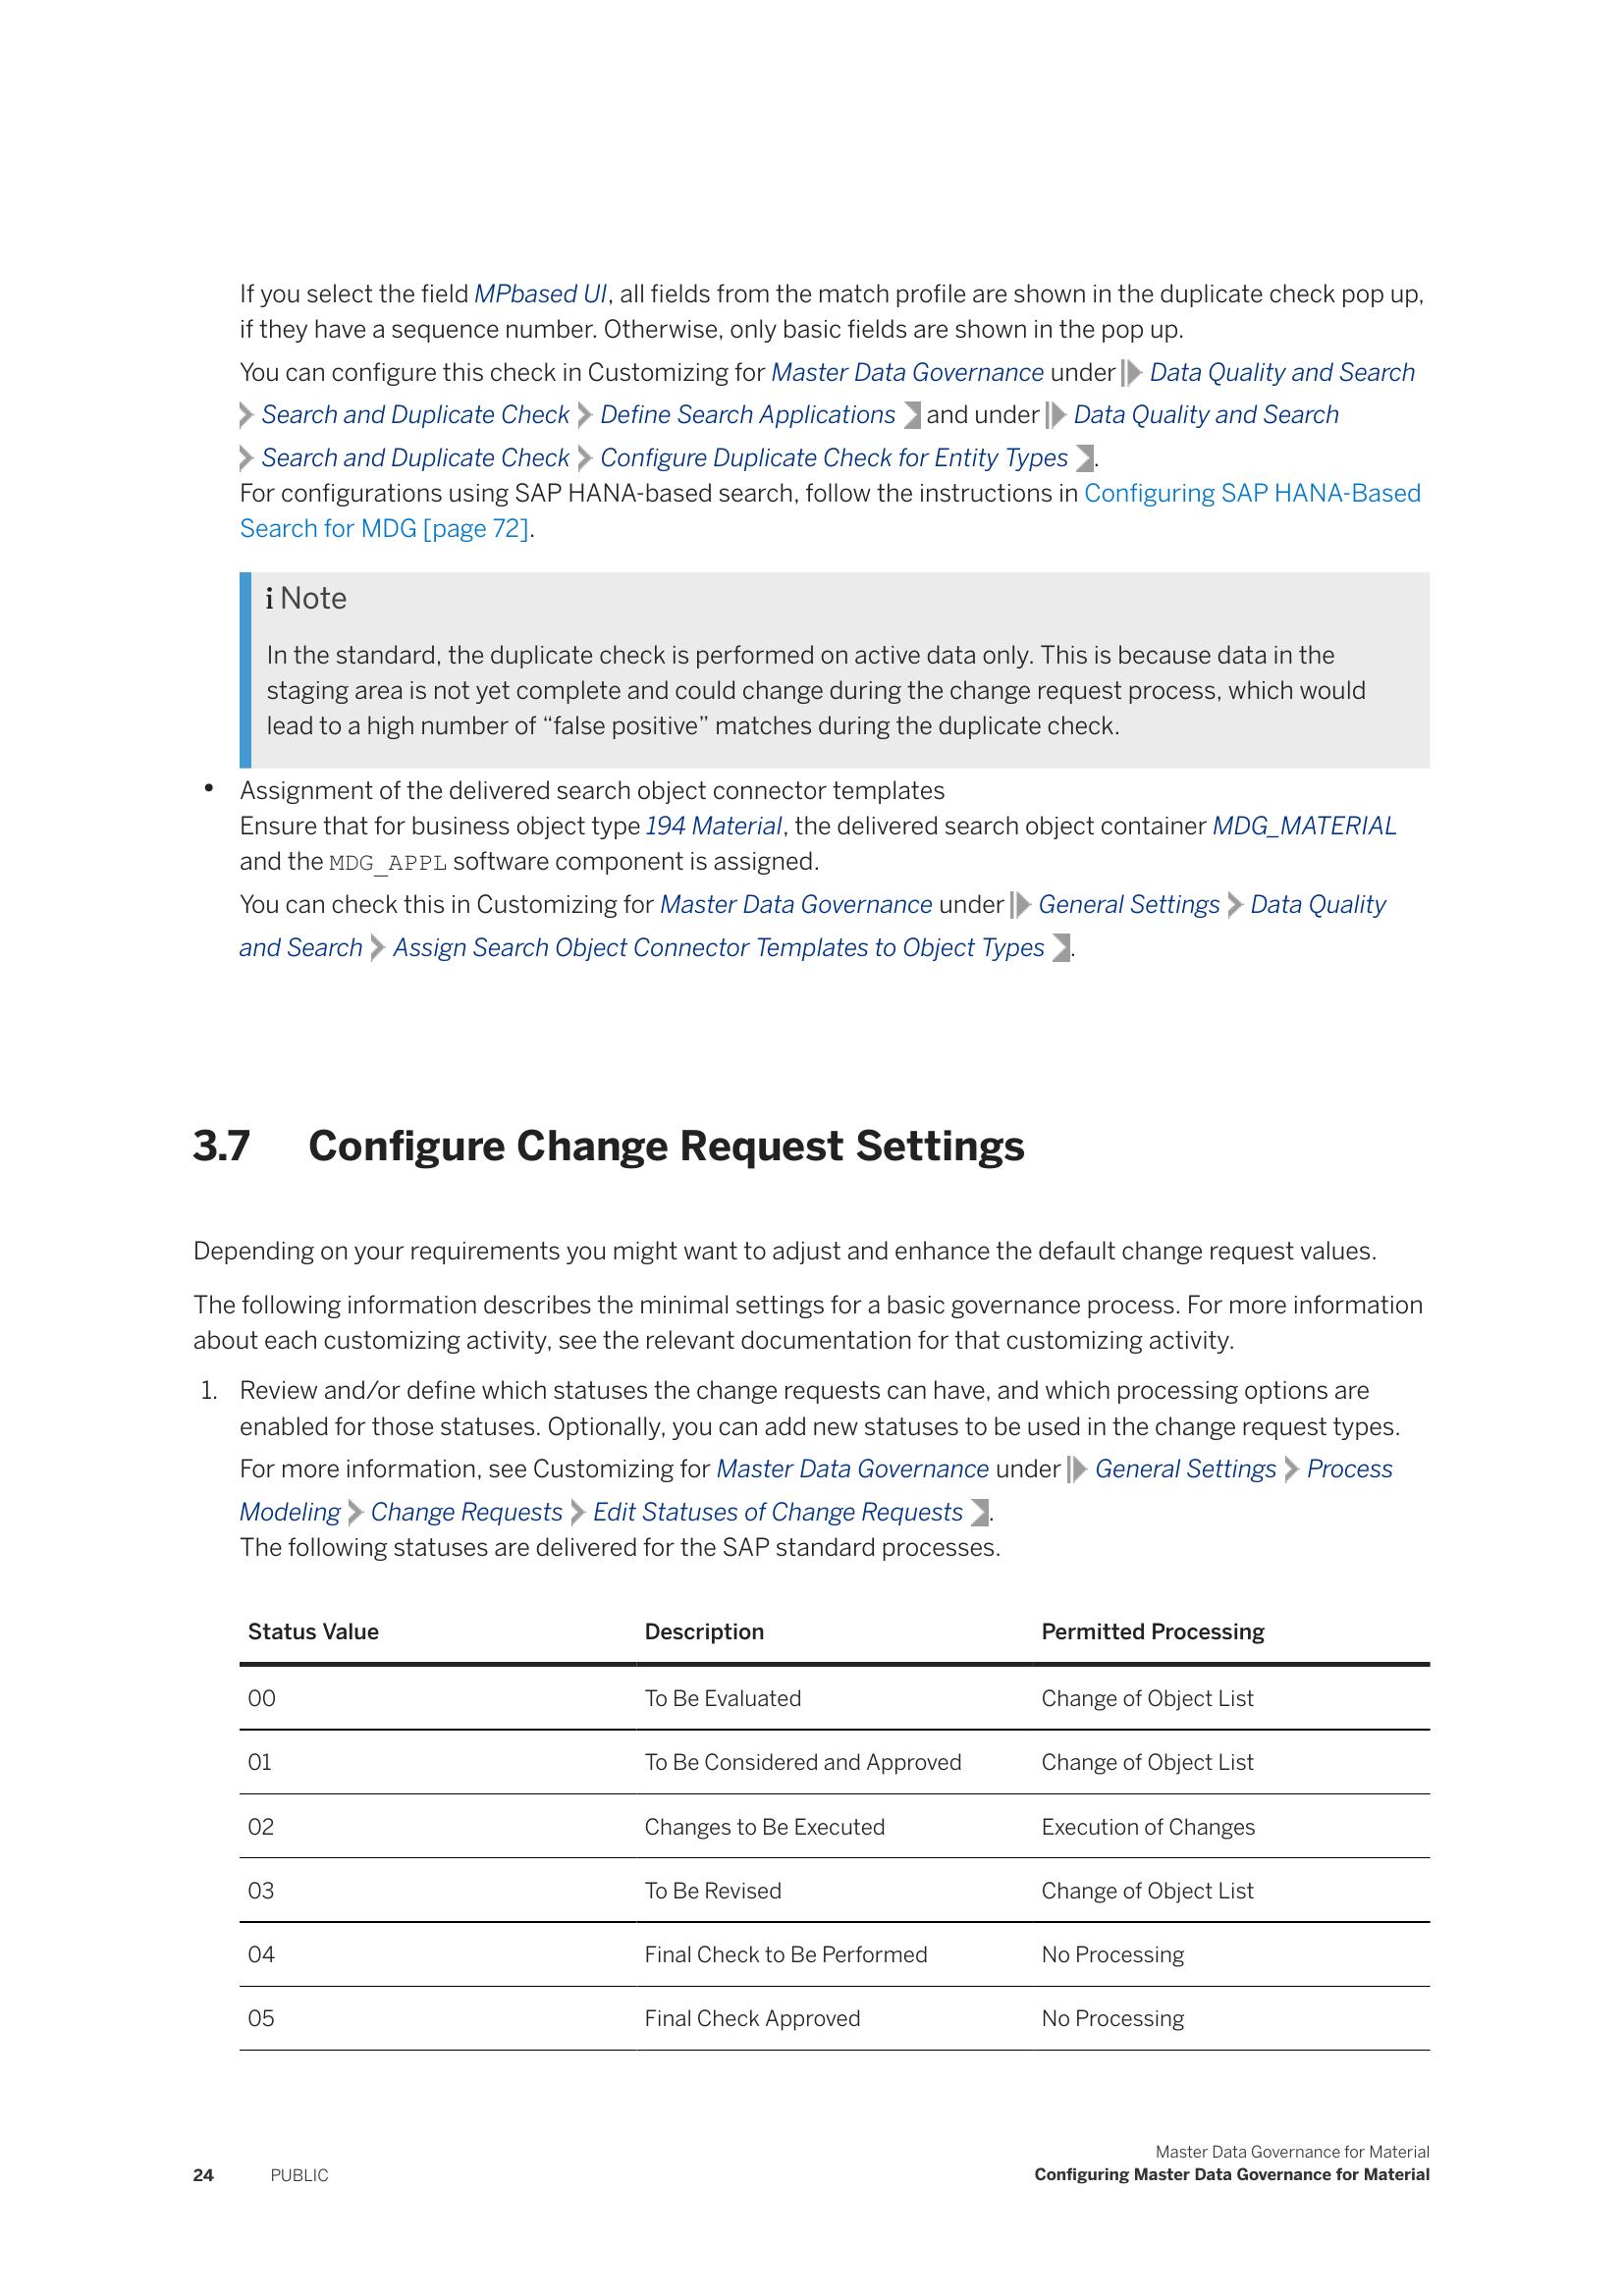 If you select the field MPbased UI, all fields from the match profile are shown in the duplicate check pop up,
if they have a sequence number. Otherwise, only basic fields are shown in the pop up.
You can configure this check in Customizing for Master Data Governance under Data Quality and Search
Search and Duplicate Check Define Search Applications and under Data Quality and Search
Search and Duplicate Check Configure Duplicate Check for Entity Types .
For configurations using SAP HANA-based search, follow the instructions in Configuring SAP HANA-Based
Search for MDG [page 72].
i Note
In the standard, the duplicate check is performed on active data only. This is because data in the
staging area is not yet complete and could change during the change request process, which would
lead to a high number of “false positive” matches during the duplicate check.
• Assignment of the delivered search object connector templates
Ensure that for business object type 194 Material, the delivered search object container MDG_MATERIAL
and the MDG_APPL software component is assigned.
You can check this in Customizing for Master Data Governance under General Settings Data Quality
and Search Assign Search Object Connector Templates to Object Types .
3.7 Configure Change Request Settings
Depending on your requirements you might want to adjust and enhance the default change request values.
The following information describes the minimal settings for a basic governance process. For more information
about each customizing activity, see the relevant documentation for that customizing activity.
1. Review and/or define which statuses the change requests can have, and which processing options are
enabled for those statuses. Optionally, you can add new statuses to be used in the change request types.
For more information, see Customizing for Master Data Governance under General Settings Process
Modeling Change Requests Edit Statuses of Change Requests .
The following statuses are delivered for the SAP standard processes.
Status Value Description Permitted Processing
00 To Be Evaluated Change of Object List
01 To Be Considered and Approved Change of Object List
02 Changes to Be Executed Execution of Changes
03 To Be Revised Change of Object List
04 Final Check to Be Performed No Processing
05 Final Check Approved No Processing
Master Data Governance for Material
24 PUBLIC Configuring Master Data Governance for Material